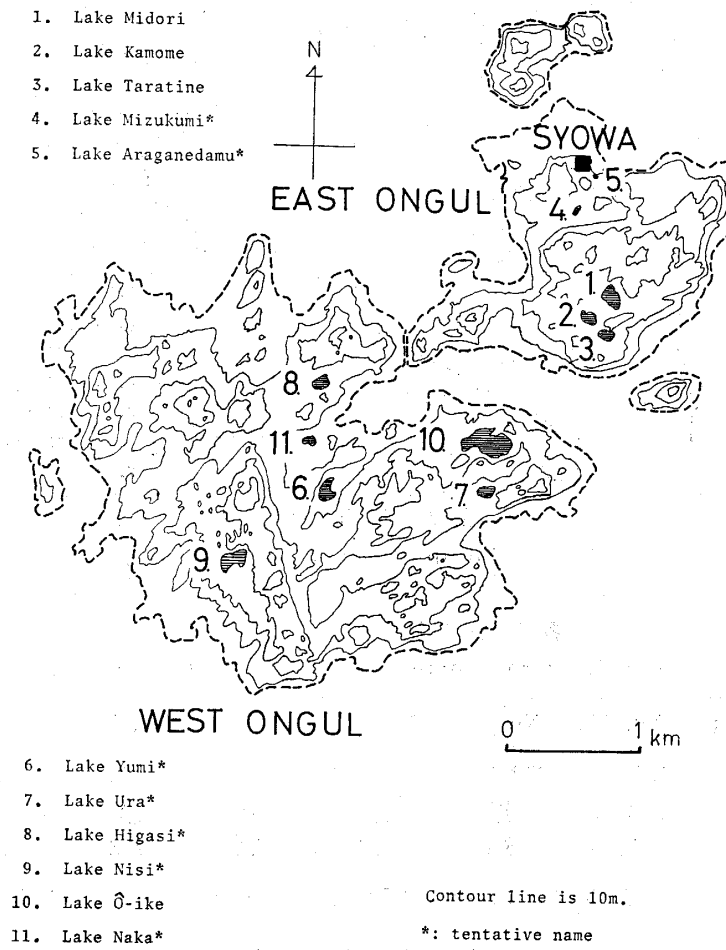 1. Lake Midori
2. Lake Kamome
3. Lake Taratine
4. Lake Mizukumi*
5. Lake Araganedamu*
N
SYOWA
5.
EAST ONGUL
4.
1.
2.
3.
8.
11.
10.
6.
7.
9.
WEST ONGUL
0 1 km
6. Lake Yumi*
7. Lake Ura*
8. Lake Higasi*
9. Lake Nisi*
10. Lake Ô-ike
11. Lake Naka*
Contour line is 10m.
*: tentative name